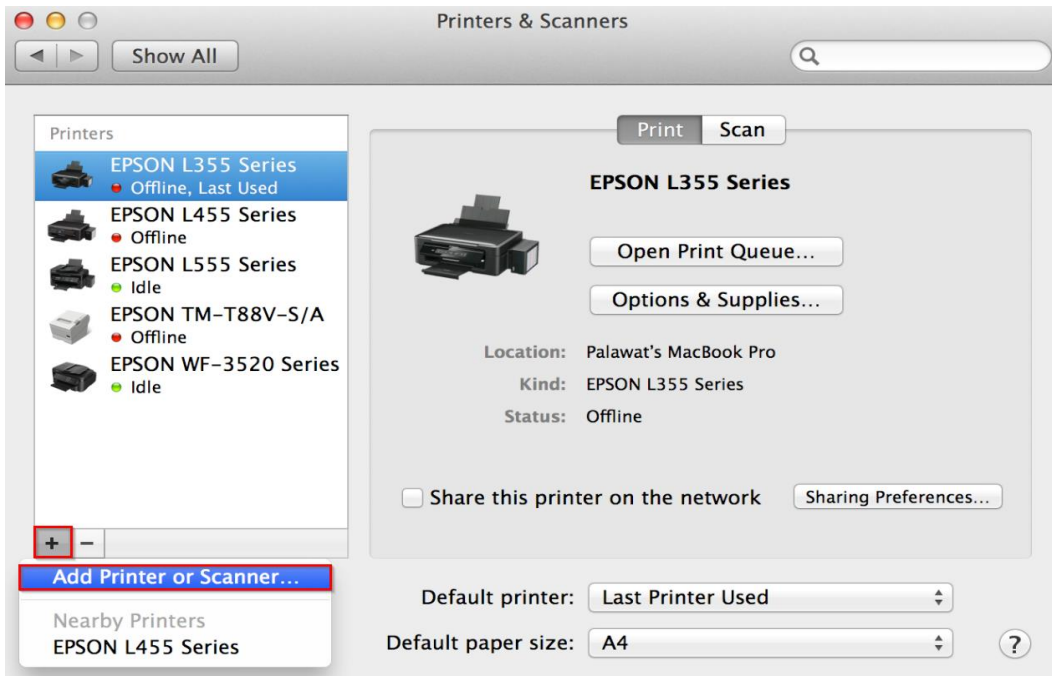 Printers & Scanners
Show All
Printers
EPSON L355 Series
Offline, Last Used
EPSON L455 Series
Offline
EPSON L555 Series
Idle
EPSON TM-T88V-S/A
Offline
EPSON WF-3520 Series
Idle
+ −
Add Printer or Scanner...
Nearby Printers
EPSON L455 Series
Print Scan
EPSON L355 Series
Open Print Queue...
Options & Supplies...
Location: Palawat's MacBook Pro
Kind: EPSON L355 Series
Status: Offline
Share this printer on the network Sharing Preferences...
Default printer: Last Printer Used
Default paper size: A4 ?